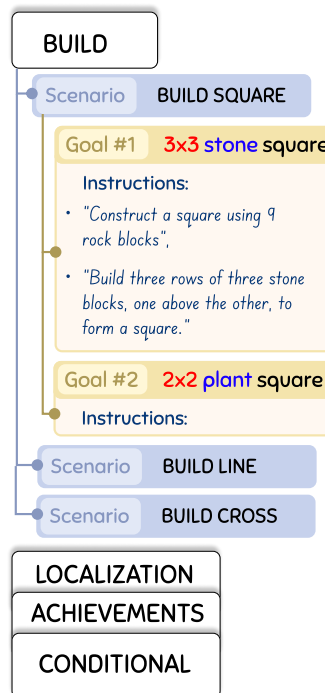 BUILD
Scenario BUILD SQUARE
Goal #1 3x3 stone square
Instructions:
• "Construct a square using 9
rock blocks",
• "Build three rows of three stone
blocks, one above the other, to
form a square."
Goal #2 2x2 plant square
Instructions:
Scenario BUILD LINE
Scenario BUILD CROSS
LOCALIZATION
ACHIEVEMENTS
CONDITIONAL